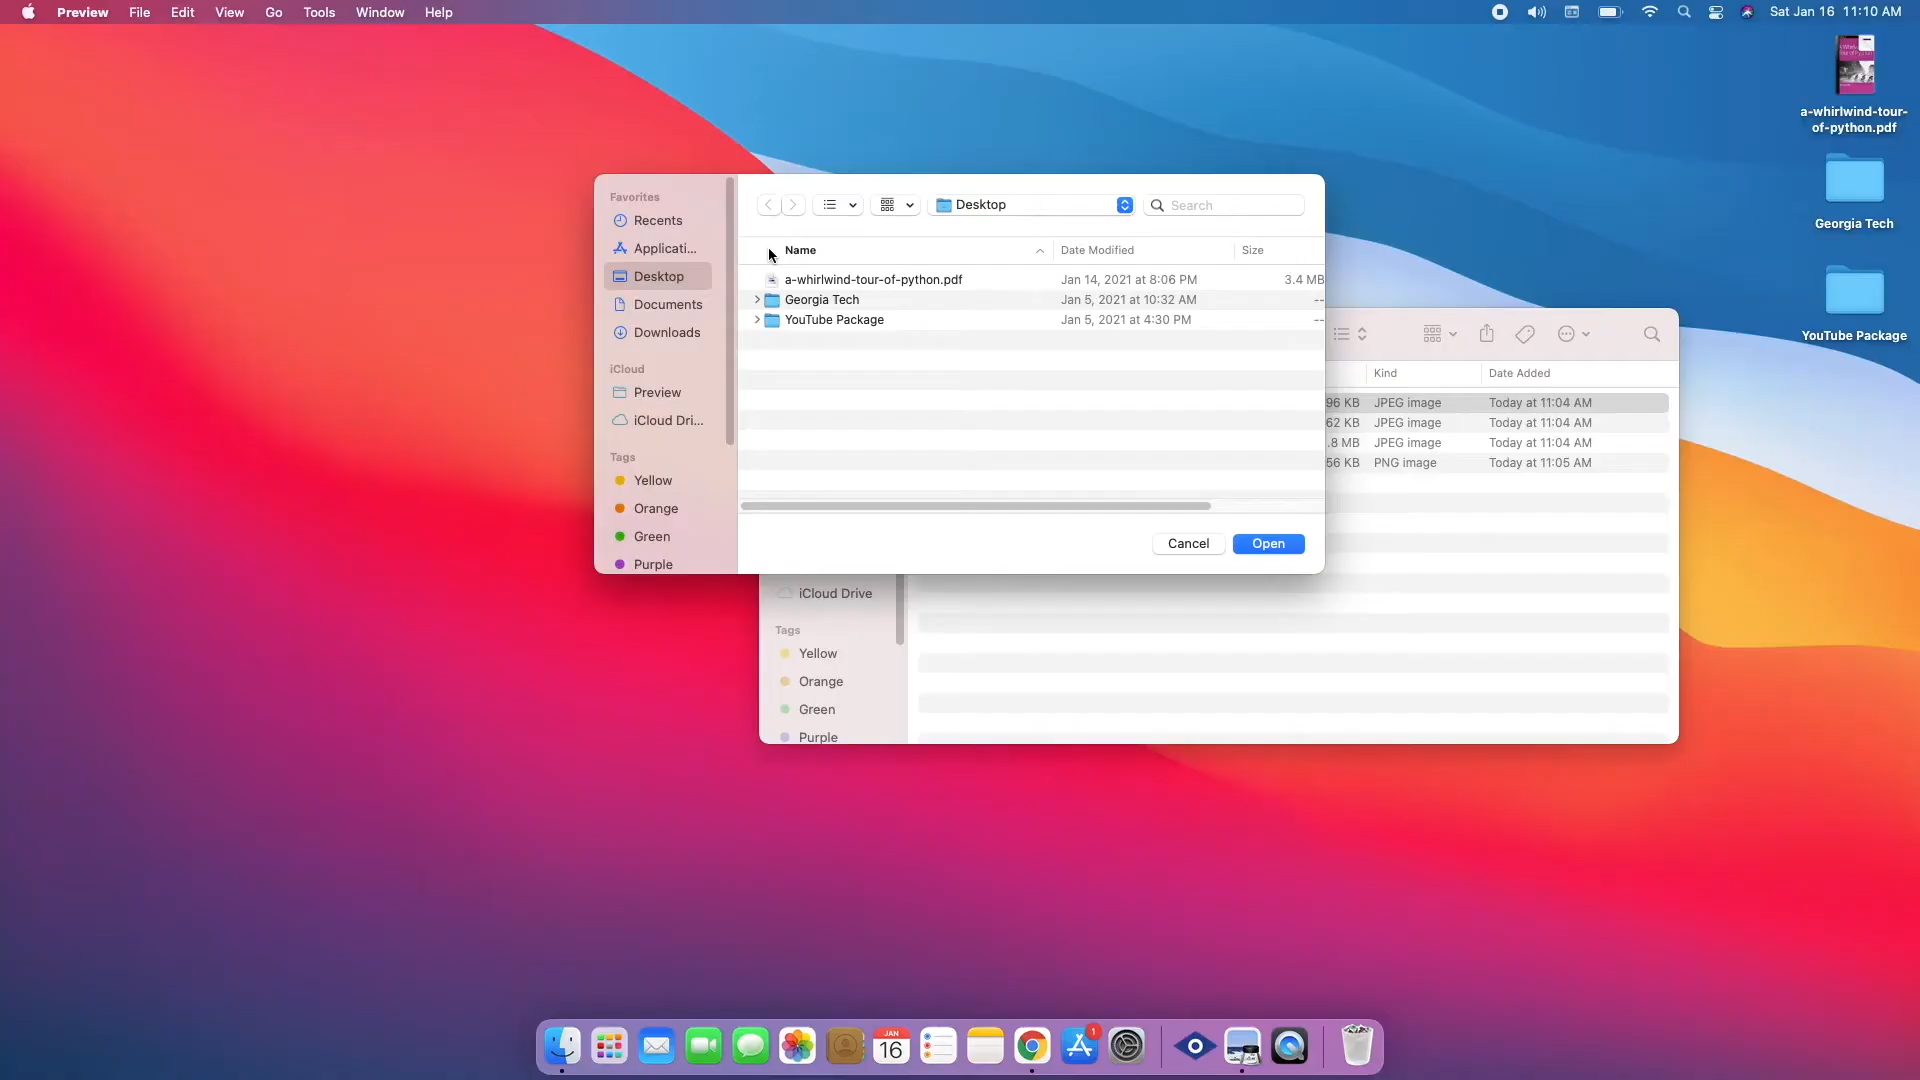 Preview File Edit View Go Tools Window Help
Sat Jan 16 11:10 AM
a-whirlwind-tour-
of-python.pdf
Georgia Tech
YouTube Package
Favorites
Recents
Applicati...
Desktop
Documents
Downloads
iCloud
Preview
iCloud Dri...
Tags
Yellow
Orange
Green
Purple
Desktop
Search
Name Date Modified Size
a-whirlwind-tour-of-python.pdf Jan 14, 2021 at 8:06 PM 3.4 MB
Georgia Tech Jan 5, 2021 at 10:32 AM --
YouTube Package Jan 5, 2021 at 4:30 PM --
Cancel Open
Kind Date Added
96 KB JPEG image Today at 11:04 AM
62 KB JPEG image Today at 11:04 AM
.8 MB JPEG image Today at 11:04 AM
56 KB PNG image Today at 11:05 AM
iCloud Drive
Tags
Yellow
Orange
Green
Purple
JAN
16
1